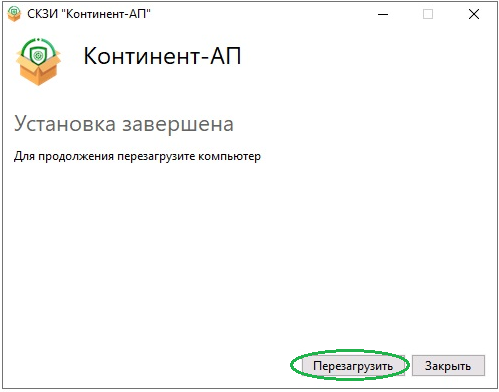 СКЗИ "Континент-АП"
Континент-АП
Установка завершена
Для продолжения перезагрузите компьютер
Перезагрузить
Закрыть